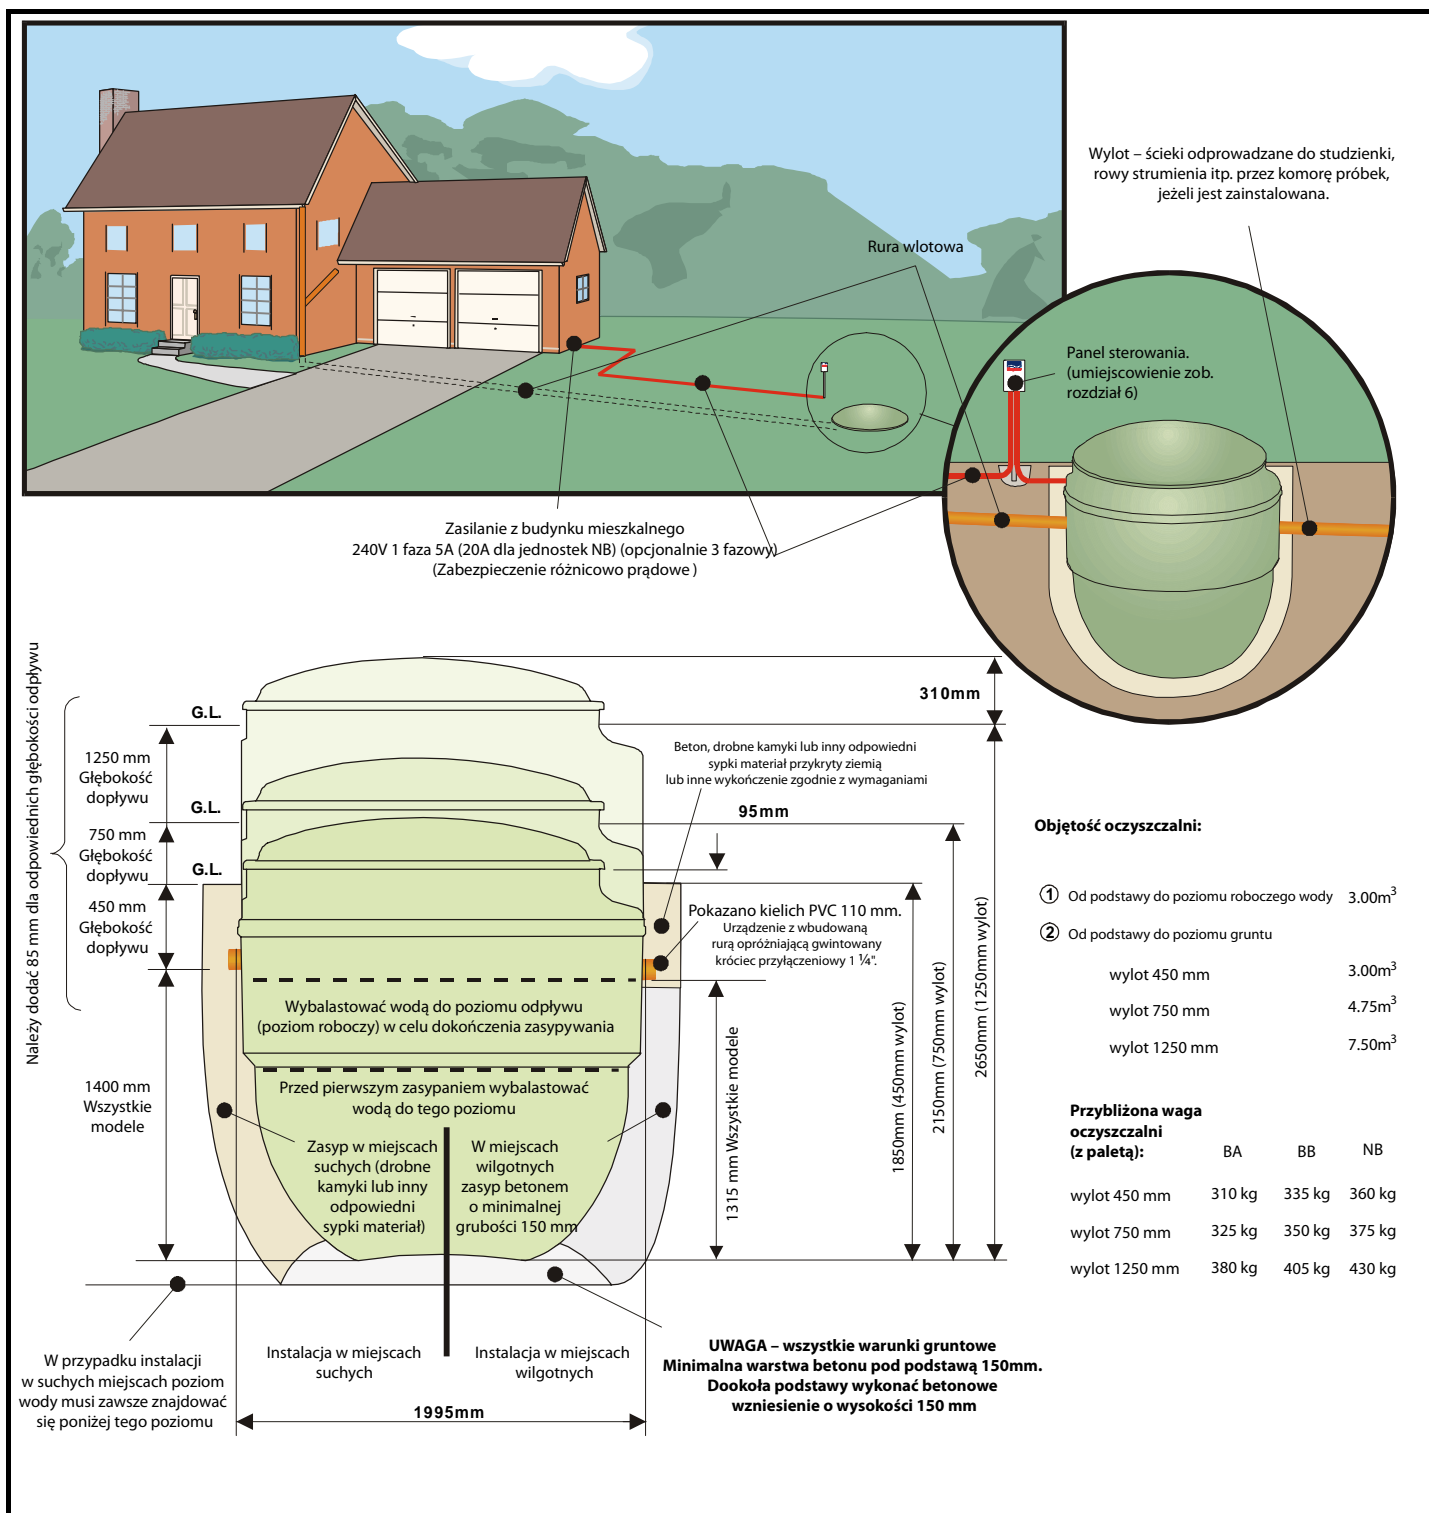 Wylot – ścieki odprowadzane do studzienki,
rowy strumienia itp. przez komorę próbek,
jeżeli jest zainstalowana.
Rura wlotowa
Panel sterowania.
(umiejscowienie zob.
rozdział 6)
Zasilanie z budynku mieszkalnego
240V 1 faza 5A (20A dla jednostek NB) (opcjonalnie 3 fazowy)
(Zabezpieczenie różnicowo prądowe )
Należy dodać 85 mm dla odpowiednich głębokości odpływu
G.L.
1250 mm
Głębokość
dopływu
G.L.
750 mm
Głębokość
dopływu
G.L.
450 mm
Głębokość
dopływu
1400 mm
Wszystkie
modele
310mm
Beton, drobne kamyki lub inny odpowiedni
sypki materiał przykryty ziemią
lub inne wykończenie zgodnie z wymaganiami
95mm
Pokazano kielich PVC 110 mm.
Urządzenie z wbudowaną
rurą opróżniającą gwintowany
króciec przyłączeniowy 1 ¼".
Wybalastować wodą do poziomu odpływu
(poziom roboczy) w celu dokończenia zasypywania
Przed pierwszym zasypaniem wybalastować
wodą do tego poziomu
Zasyp w miejscach
suchych (drobne
kamyki lub inny
odpowiedni
sypki materiał)
W miejscach
wilgotnych
zasyp betonem
o minimalnej
grubości 150 mm
1315 mm Wszystkie modele
1850mm (450mm wylot)
2150mm (750mm wylot)
2650mm (1250mm wylot)
Objętość oczyszczalni:
1 Od podstawy do poziomu roboczego wody 3.00m³
2 Od podstawy do poziomu gruntu
wylot 450 mm 3.00m³
wylot 750 mm 4.75m³
wylot 1250 mm 7.50m³
Przybliżona waga
oczyszczalni
(z paletą): BA BB NB
wylot 450 mm 310 kg 335 kg 360 kg
wylot 750 mm 325 kg 350 kg 375 kg
wylot 1250 mm 380 kg 405 kg 430 kg
W przypadku instalacji
w suchych miejscach poziom
wody musi zawsze znajdować
się poniżej tego poziomu
Instalacja w miejscach
suchych
Instalacja w miejscach
wilgotnych
UWAGA – wszystkie warunki gruntowe
Minimalna warstwa betonu pod podstawą 150mm.
Dookoła podstawy wykonać betonowe
wzniesienie o wysokości 150 mm
1995mm